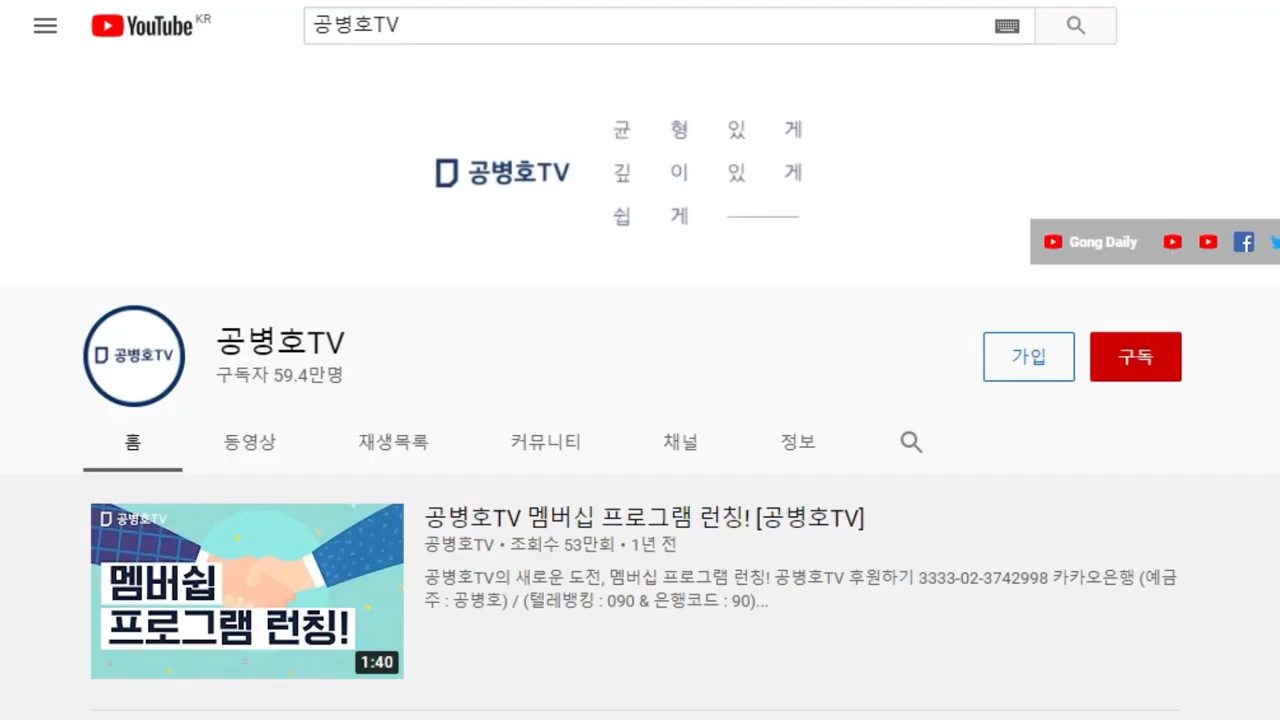 YouTube KR
공병호TV
균 형 있 게
공병호TV
깊 이 있 게
쉽 게
Gong Daily
공병호TV
공병호TV
구독자 59.4만명
가입
구독
홈
동영상
재생목록
커뮤니티
채널
정보
공병호TV
멤버쉽
프로그램 런칭!
1:40
공병호TV 멤버십 프로그램 런칭! [공병호TV]
공병호TV • 조회수 53만회 • 1년 전
공병호TV의 새로운 도전, 멤버십 프로그램 런칭! 공병호TV 후원하기 3333-02-3742998 카카오은행 (예금
주 : 공병호) / (텔레뱅킹 : 090 & 은행코드 : 90)...